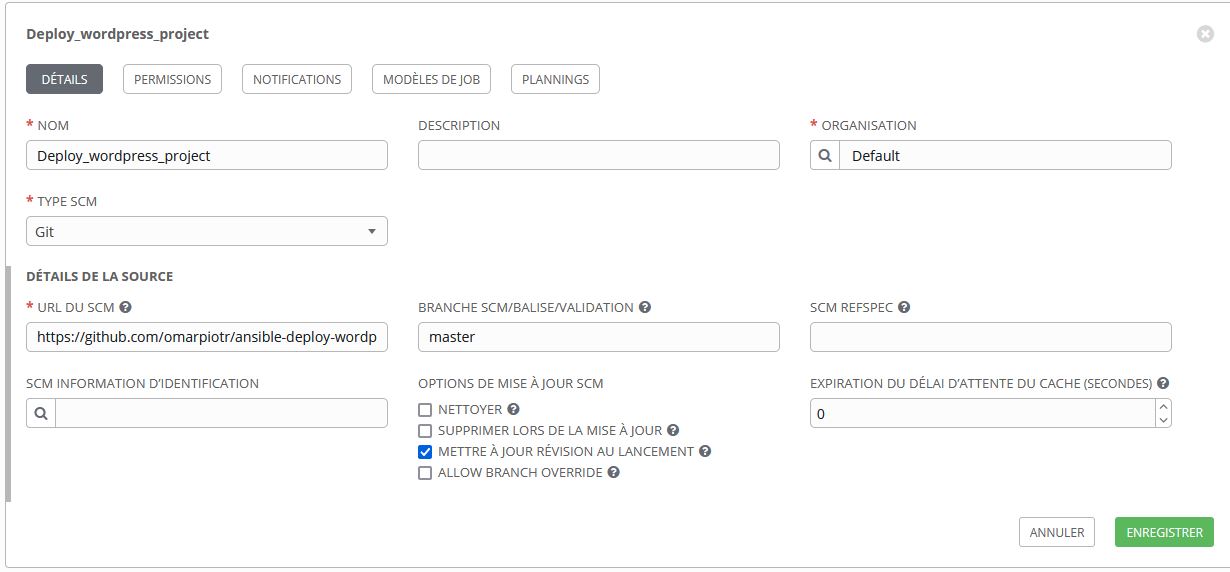 Deploy_wordpress_project
DÉTAILS PERMISSIONS NOTIFICATIONS MODÈLES DE JOB PLANNINGS
* NOM DESCRIPTION * ORGANISATION
Deploy_wordpress_project Default
* TYPE SCM
Git
DÉTAILS DE LA SOURCE
* URL DU SCM ? BRANCHE SCM/BALISE/VALIDATION ? SCM REFSPEC ?
https://github.com/omarpiotr/ansible-deploy-wordp master
SCM INFORMATION D'IDENTIFICATION OPTIONS DE MISE À JOUR SCM EXPIRATION DU DÉLAI D'ATTENTE DU CACHE (SECONDES) ?
NETTOYER ? 0
SUPPRIMER LORS DE LA MISE À JOUR ?
METTRE À JOUR RÉVISION AU LANCEMENT ?
ALLOW BRANCH OVERRIDE ?
ANNULER ENREGISTRER